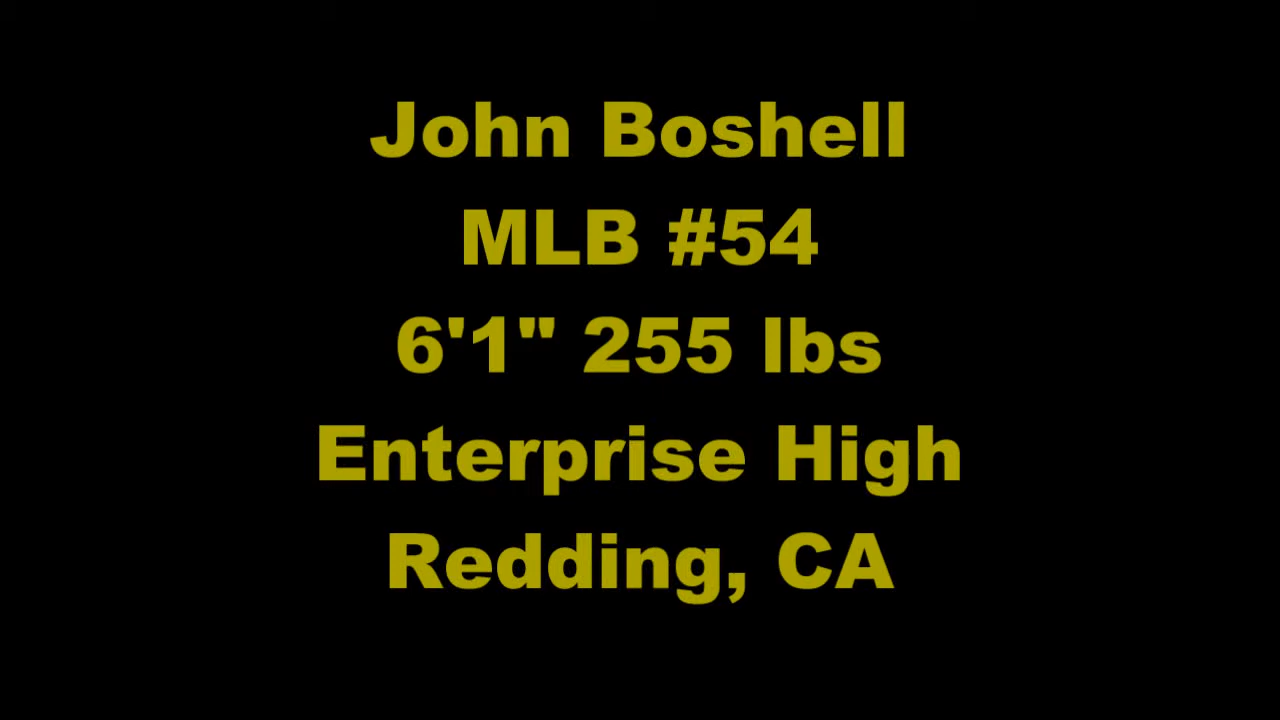 John Boshell
MLB #54
6'1" 255 lbs
Enterprise High
Redding, CA